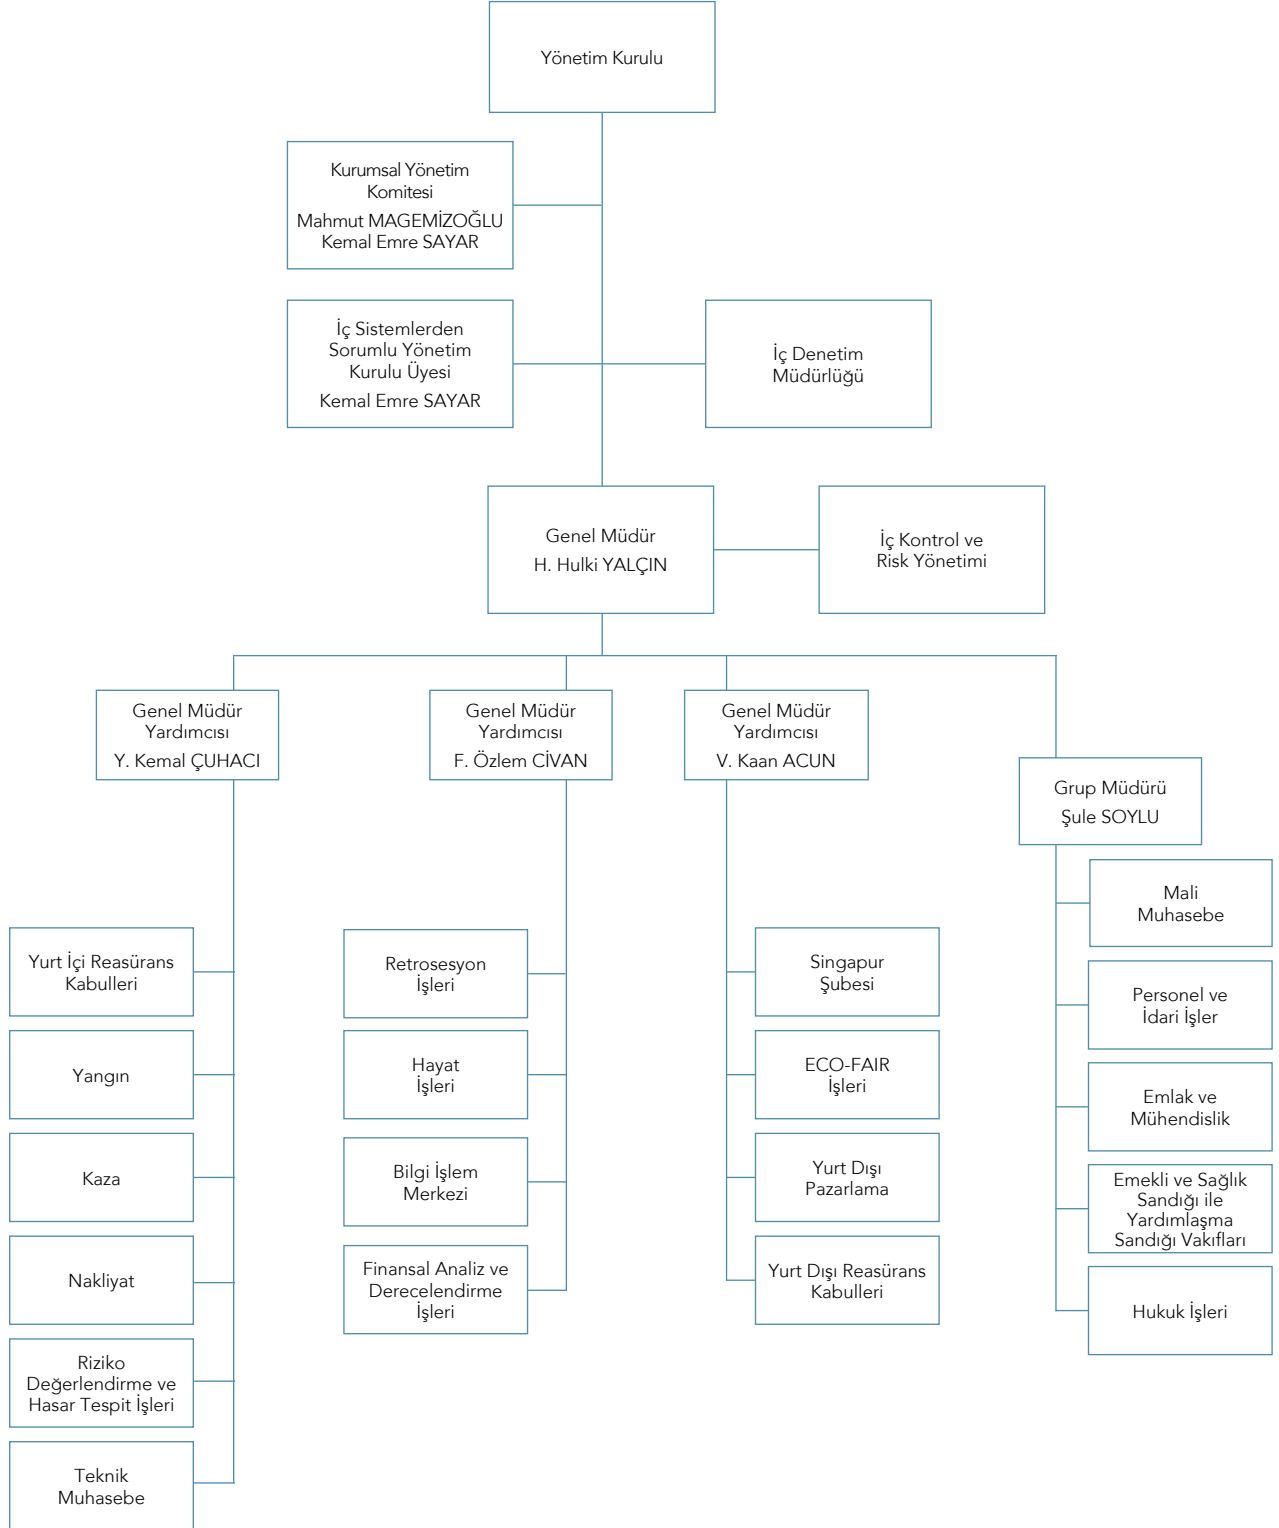 Yönetim Kurulu
Kurumsal Yönetim
Komitesi
Mahmut MAGEMİZOĞLU
Kemal Emre SAYAR
İç Sistemlerden
Sorumlu Yönetim
Kurulu Üyesi
Kemal Emre SAYAR
İç Denetim
Müdürlüğü
Genel Müdür
H. Hulki YALÇIN
İç Kontrol ve
Risk Yönetimi
Genel Müdür
Yardımcısı
Y. Kemal ÇUHACI
Genel Müdür
Yardımcısı
F. Özlem CİVAN
Genel Müdür
Yardımcısı
V. Kaan ACUN
Grup Müdürü
Şule SOYLU
Yurt İçi Reasürans
Kabulleri
Yangın
Kaza
Nakliyat
Riziko
Değerlendirme ve
Hasar Tespit İşleri
Teknik
Muhasebe
Retrosesyon
İşleri
Hayat
İşleri
Bilgi İşlem
Merkezi
Finansal Analiz ve
Derecelendirme
İşleri
Singapur
Şubesi
ECO-FAIR
İşleri
Yurt Dışı
Pazarlama
Yurt Dışı Reasürans
Kabulleri
Mali
Muhasebe
Personel ve
İdari İşler
Emlak ve
Mühendislik
Emekli ve Sağlık
Sandığı ile
Yardımlaşma
Sandığı Vakıfları
Hukuk İşleri